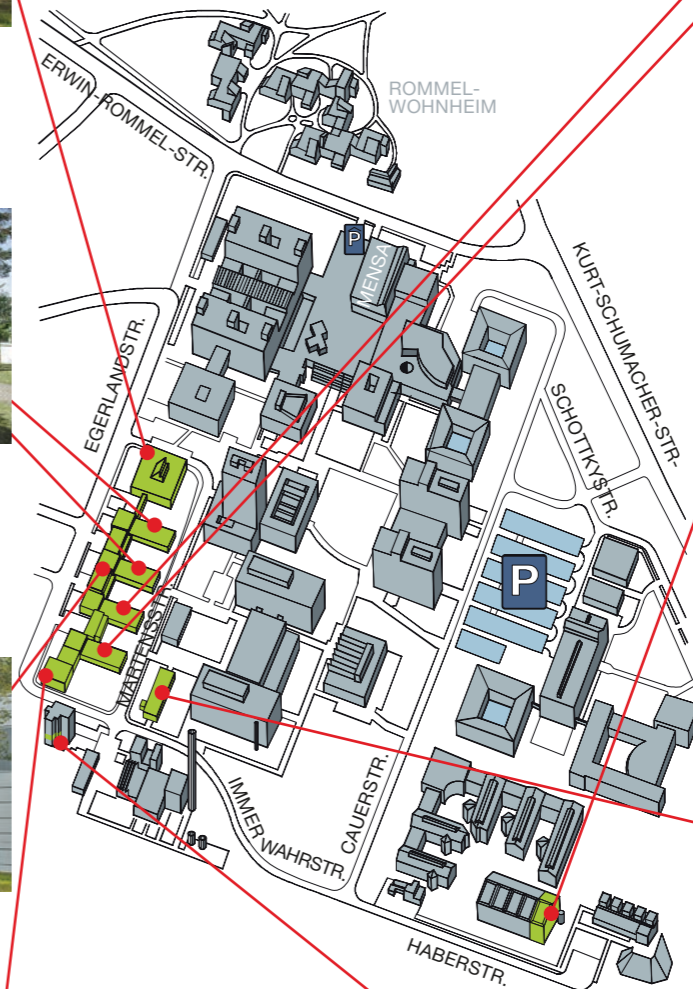 ROMMEL-
WOHNHEIM
ERWIN-ROMMEL-STR.
P
MENSA
KURT-SCHUMACHER-STR-
EGERLANDSTR.
SCHOTTKYSTR.
P
MARTENSSTR.
IMMERWAHRSTR.
CAUERSTR.
HABERSTR.